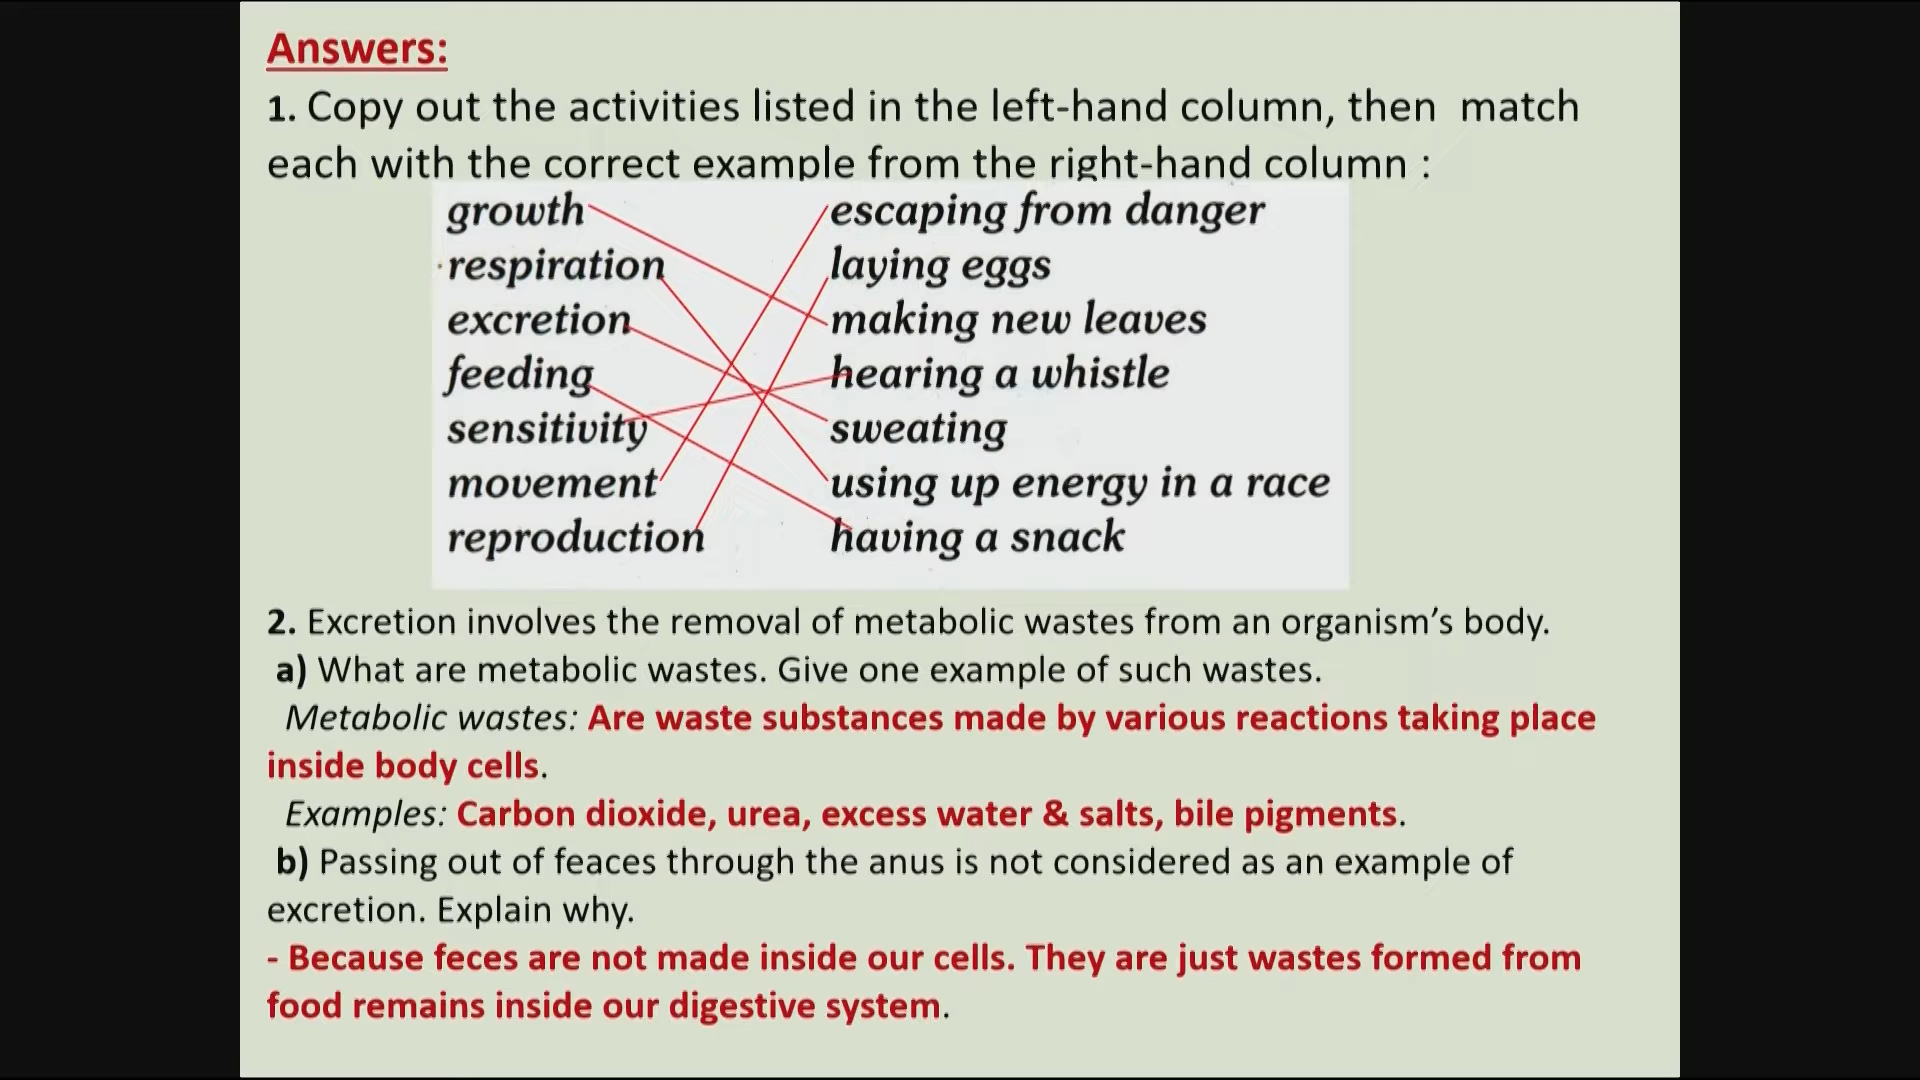 Answers:
1. Copy out the activities listed in the left-hand column, then match
each with the correct example from the right-hand column :
growth escaping from danger
respiration laying eggs
excretion making new leaves
feeding hearing a whistle
sensitivity sweating
movement using up energy in a race
reproduction having a snack
2. Excretion involves the removal of metabolic wastes from an organism’s body.
a) What are metabolic wastes. Give one example of such wastes.
Metabolic wastes: Are waste substances made by various reactions taking place
inside body cells.
Examples: Carbon dioxide, urea, excess water & salts, bile pigments.
b) Passing out of feaces through the anus is not considered as an example of
excretion. Explain why.
- Because feces are not made inside our cells. They are just wastes formed from
food remains inside our digestive system.